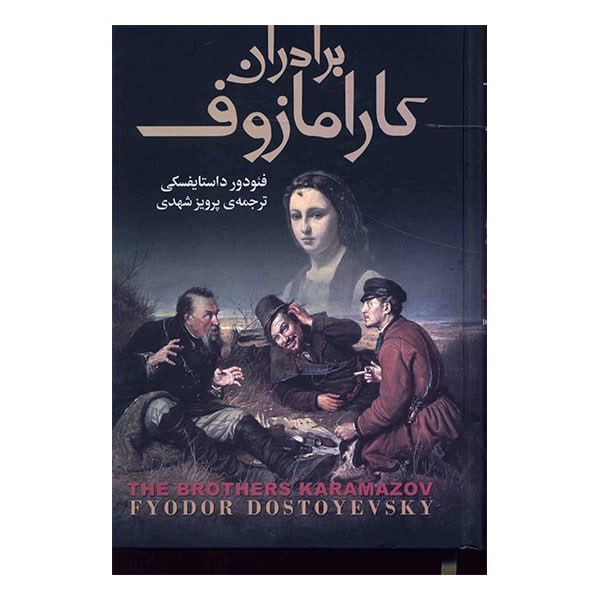 برادران
کارامازوف
فئودور داستایفسکی
ترجمه‌ی پرویز شهدی
THE BROTHERS KARAMAZOV
FYODOR DOSTOYEVSKY